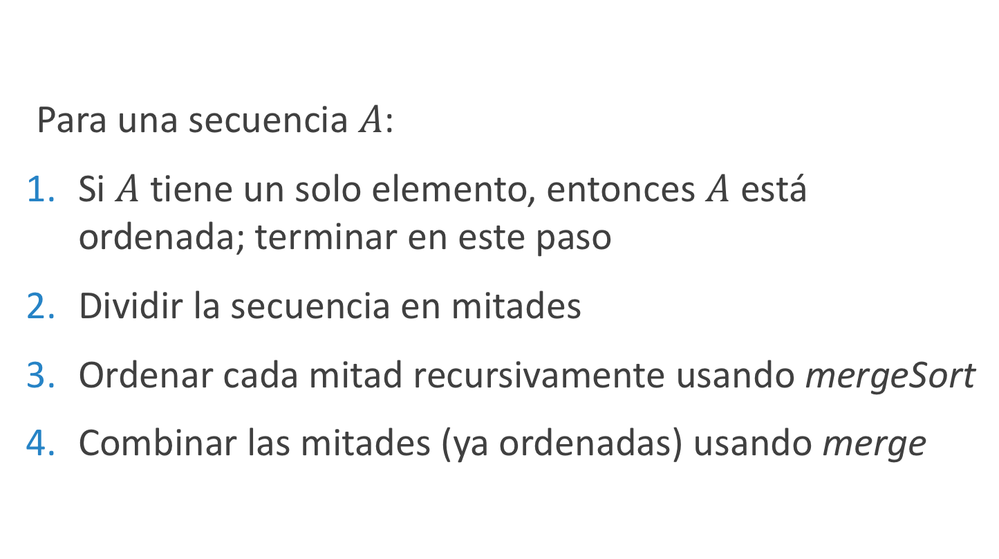 Para una secuencia A:
1. Si A tiene un solo elemento, entonces A está
ordenada; terminar en este paso
2. Dividir la secuencia en mitades
3. Ordenar cada mitad recursivamente usando mergeSort
4. Combinar las mitades (ya ordenadas) usando merge